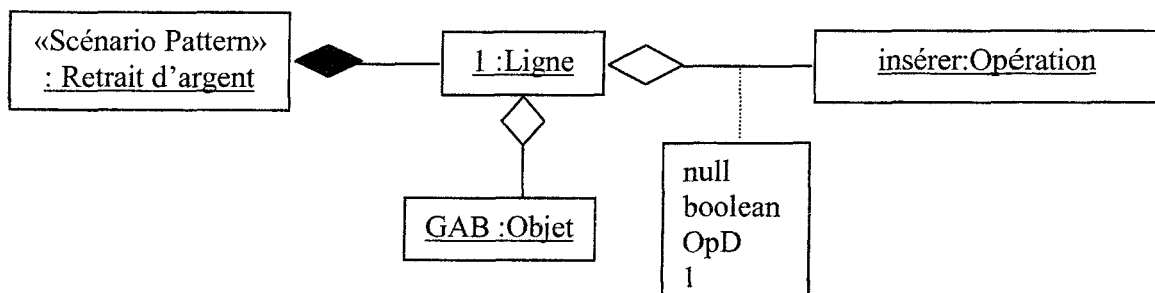 «Scénario Pattern»
: Retrait d’argent
1 :Ligne
insérer:Opération
GAB :Objet
null
boolean
OpD
1